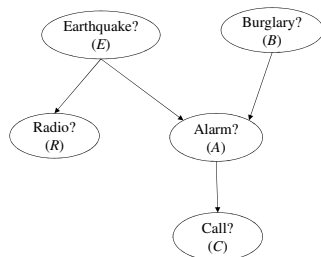 Earthquake?
(E)
Burglary?
(B)
Radio?
(R)
Alarm?
(A)
Call?
(C)